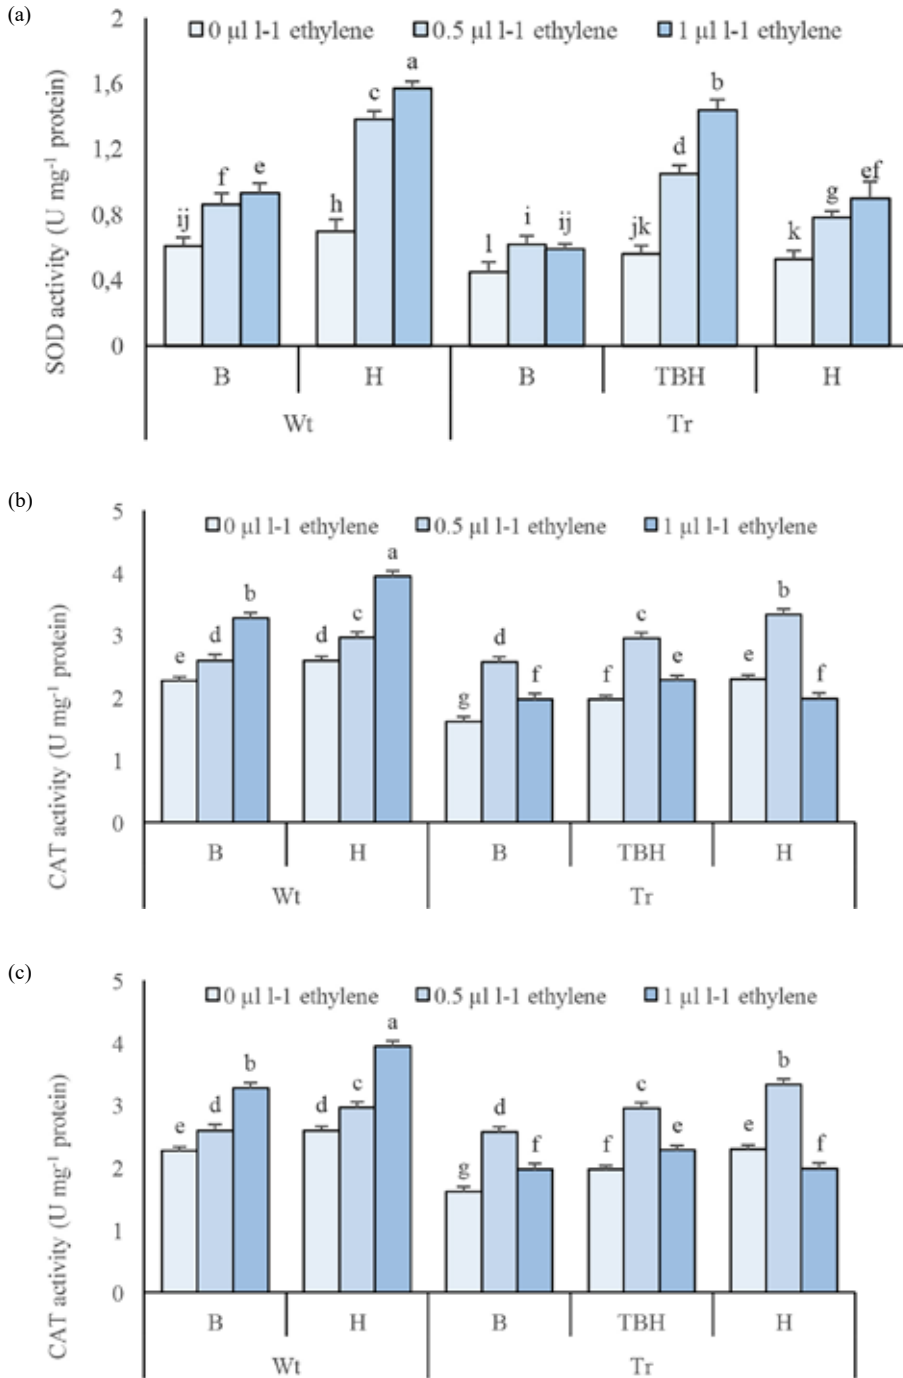 (a)
2
0 µl l-1 ethylene 0.5 µl l-1 ethylene 1 µl l-1 ethylene
1,6
1,2
0,8
0,4
0
SOD activity (U mg-1 protein)
ij f e h c a l i ij jk d b k g ef
B H B TBH H
Wt Tr
(b)
5
0 µl l-1 ethylene 0.5 µl l-1 ethylene 1 µl l-1 ethylene
4
3
2
1
0
CAT activity (U mg-1 protein)
e d b d c a g d f f c e e b f
B H B TBH H
Wt Tr
(c)
5
0 µl l-1 ethylene 0.5 µl l-1 ethylene 1 µl l-1 ethylene
4
3
2
1
0
CAT activity (U mg-1 protein)
e d b d c a g d f f c e e b f
B H B TBH H
Wt Tr